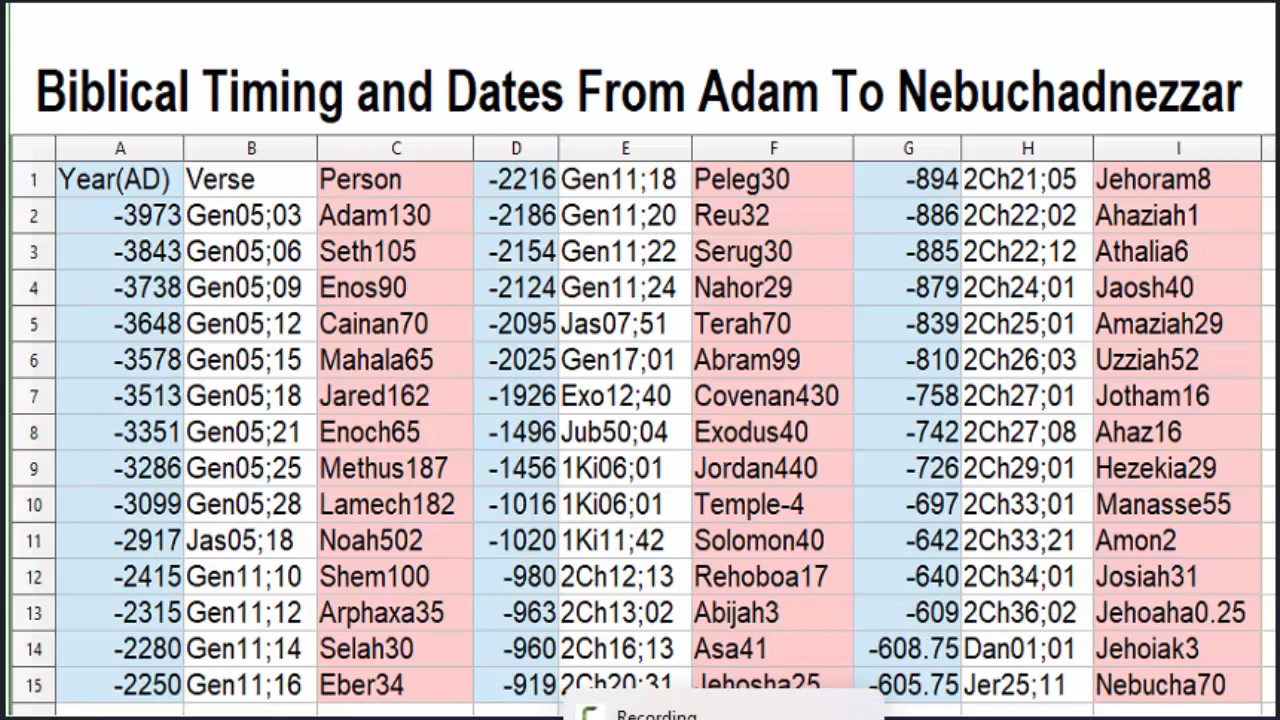 Biblical Timing and Dates From Adam To Nebuchadnezzar
A B C D E F G H I
1 Year(AD) Verse Person -2216 Gen11;18 Peleg30 -894 2Ch21;05 Jehoram8
2 -3973 Gen05;03 Adam130 -2186 Gen11;20 Reu32 -886 2Ch22;02 Ahaziah1
3 -3843 Gen05;06 Seth105 -2154 Gen11;22 Serug30 -885 2Ch22;12 Athalia6
4 -3738 Gen05;09 Enos90 -2124 Gen11;24 Nahor29 -879 2Ch24;01 Jaosh40
5 -3648 Gen05;12 Cainan70 -2095 Jas07;51 Terah70 -839 2Ch25;01 Amaziah29
6 -3578 Gen05;15 Mahala65 -2025 Gen17;01 Abram99 -810 2Ch26;03 Uzziah52
7 -3513 Gen05;18 Jared162 -1926 Exo12;40 Covenan430 -758 2Ch27;01 Jotham16
8 -3351 Gen05;21 Enoch65 -1496 Jub50;04 Exodus40 -742 2Ch27;08 Ahaz16
9 -3286 Gen05;25 Methus187 -1456 1Ki06;01 Jordan440 -726 2Ch29;01 Hezekia29
10 -3099 Gen05;28 Lamech182 -1016 1Ki06;01 Temple-4 -697 2Ch33;01 Manasse55
11 -2917 Jas05;18 Noah502 -1020 1Ki11;42 Solomon40 -642 2Ch33;21 Amon2
12 -2415 Gen11;10 Shem100 -980 2Ch12;13 Rehoboa17 -640 2Ch34;01 Josiah31
13 -2315 Gen11;12 Arphaxa35 -963 2Ch13;02 Abijah3 -609 2Ch36;02 Jehoaha0.25
14 -2280 Gen11;14 Selah30 -960 2Ch16;13 Asa41 -608.75 Dan01;01 Jehoiak3
15 -2250 Gen11;16 Eber34 -919 2Ch20;31 Jehosha25 -605.75 Jer25;11 Nebucha70
Recording